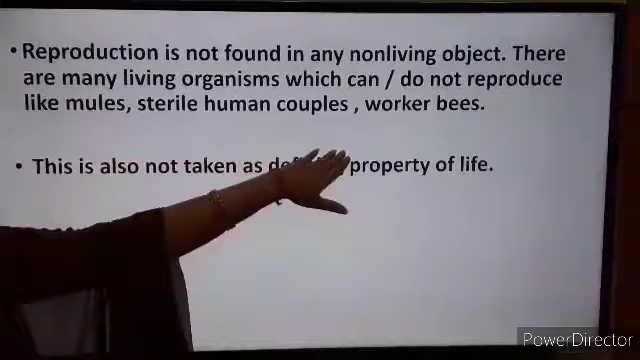 • Reproduction is not found in any nonliving object. There
are many living organisms which can / do not reproduce
like mules, sterile human couples , worker bees.
• This is also not taken as property of life.
PowerDirector